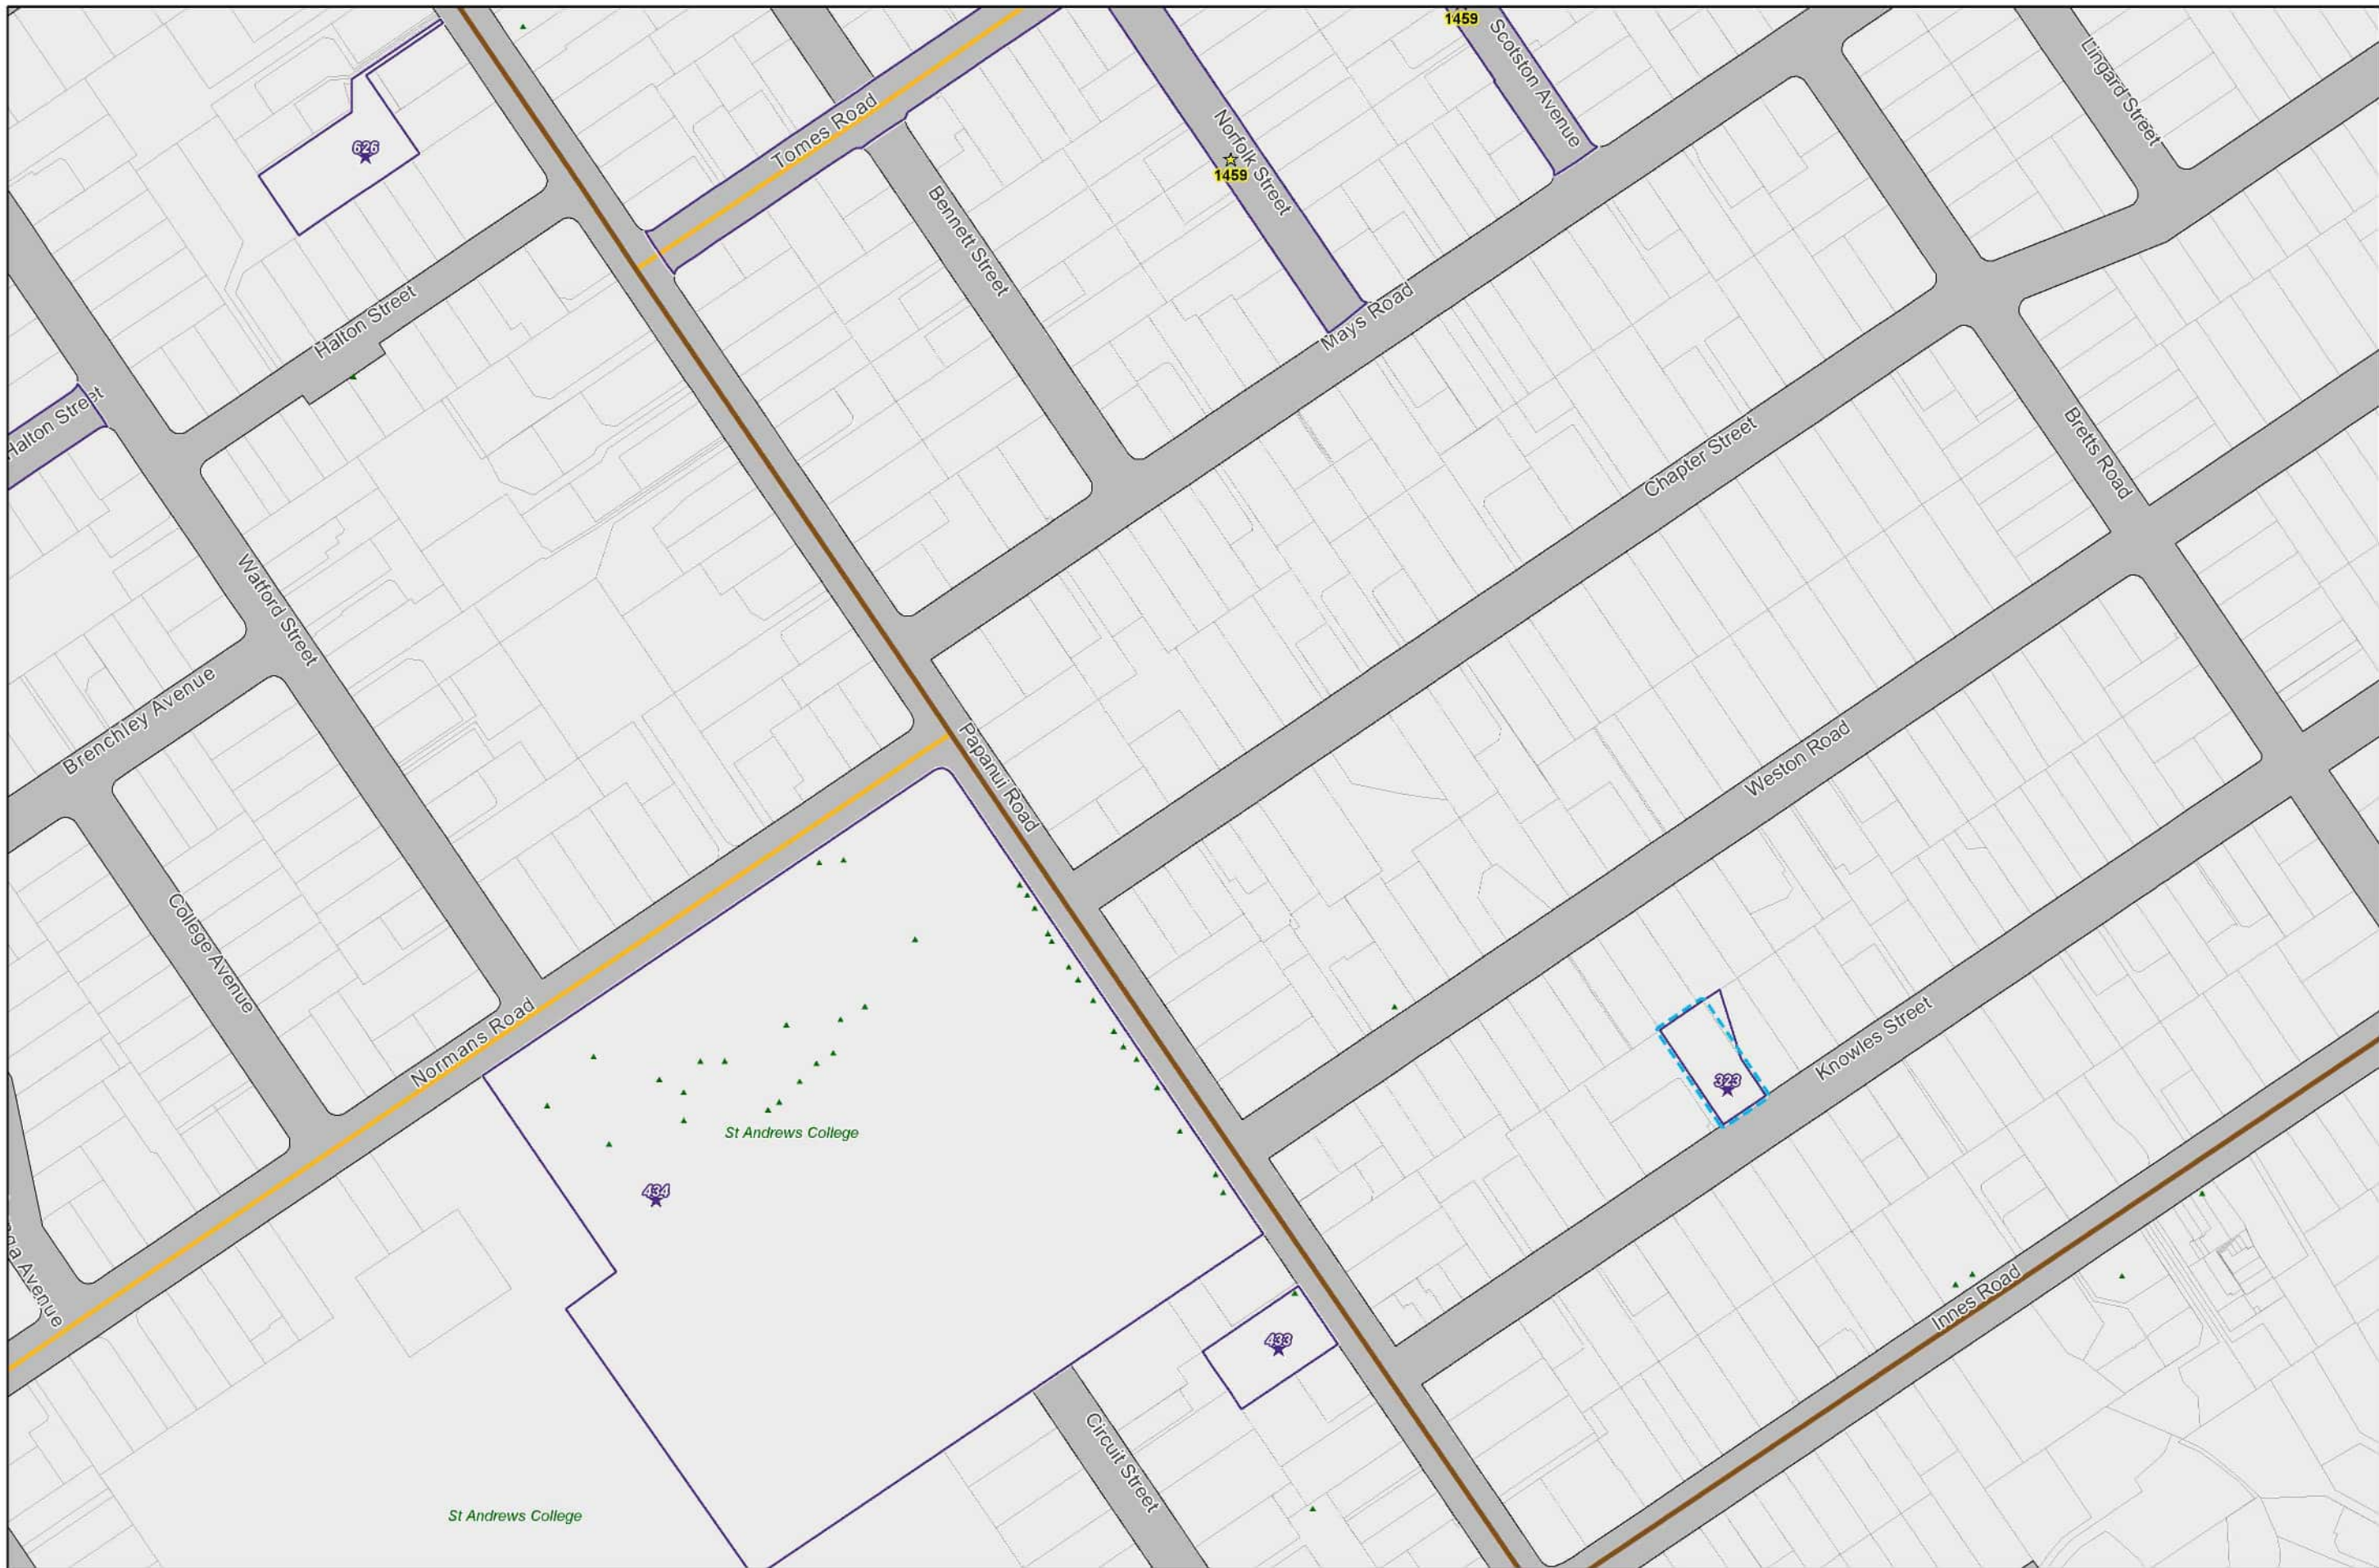 1459
Scotston Avenue
Lingard Street
Tomes Road
626
Norfolk Street
1459
Bennett Street
Halton Street
Mays Road
Halton Street
Bretts Road
Chapter Street
Watford Street
Brenchley Avenue
Papanui Road
Weston Road
College Avenue
Normans Road
Knowles Street
323
St Andrews College
434
Avenue
Innes Road
433
Circuit Street
St Andrews College